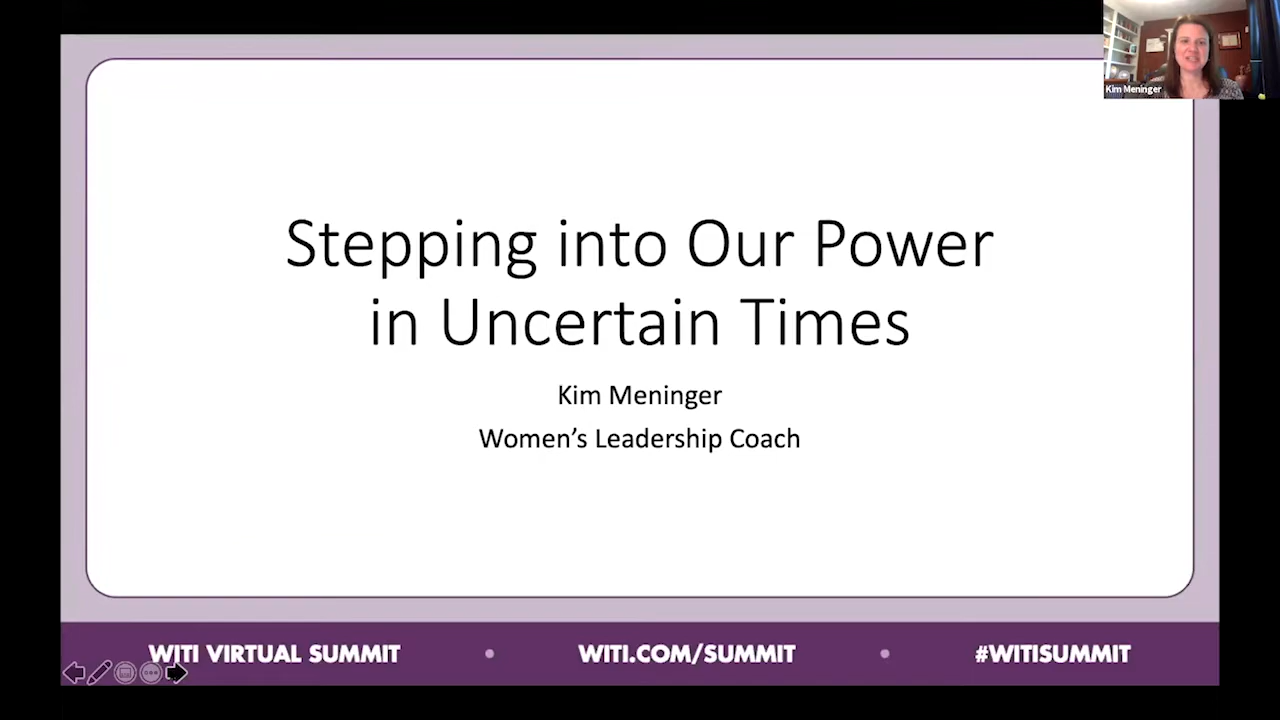 Kim Meninger
Stepping into Our Power
in Uncertain Times
Kim Meninger
Women's Leadership Coach
WITI VIRTUAL SUMMIT • WITI.COM/SUMMIT • #WITISUMMIT